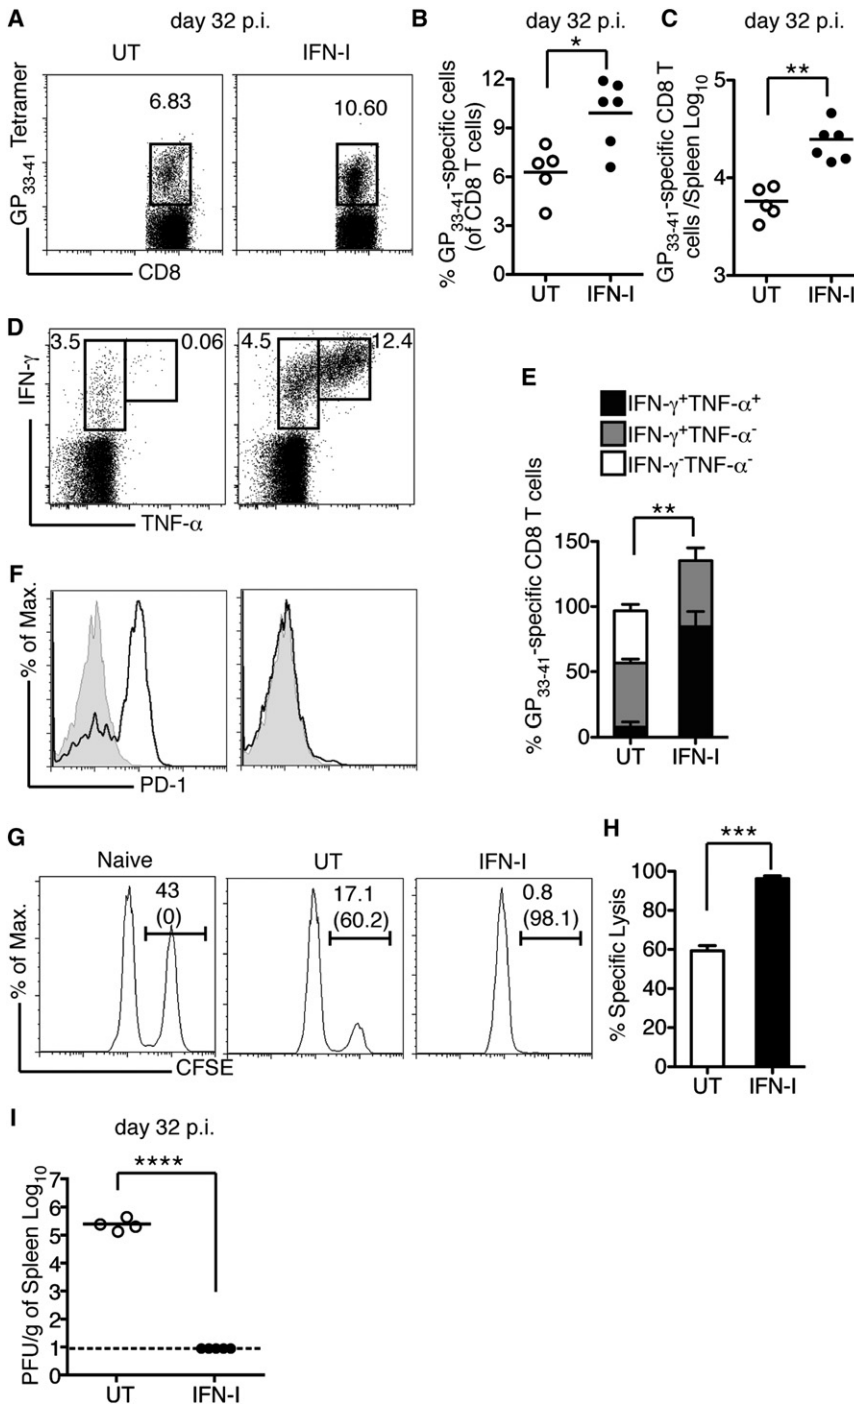 A
day 32 p.i.
UT
IFN-I
GP33-41 Tetramer
6.83
10.60
CD8
B
day 32 p.i.
*
% GP33-41-specific cells
(of CD8 T cells)
12
9
6
3
0
UT
IFN-I
C
day 32 p.i.
**
GP33-41-specific CD8 T
cells /Spleen Log10
5
4
3
UT
IFN-I
D
IFN-γ
3.5
0.06
4.5
12.4
TNF-α
E
IFN-γ+TNF-α+
IFN-γ+TNF-α-
IFN-γ-TNF-α-
% GP33-41-specific CD8 T cells
**
150
100
50
0
UT
IFN-I
F
% of Max.
PD-1
G
Naive
UT
IFN-I
% of Max.
43
(0)
17.1
(60.2)
0.8
(98.1)
CFSE
H
***
% Specific Lysis
100
80
60
40
20
0
UT
IFN-I
I
day 32 p.i.
****
PFU/g of Spleen Log10
7
6
5
4
3
2
1
0
UT
IFN-I